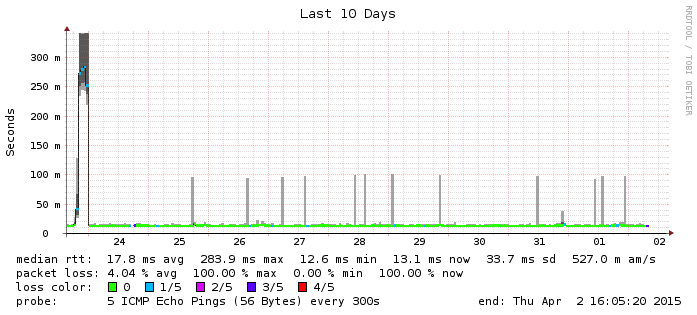 Last 10 Days
RRDTOOL / TOBI OETIKER
Seconds
300 m
250 m
200 m
150 m
100 m
50 m
0
24 25 26 27 28 29 30 31 01 02
median rtt: 17.8 ms avg 283.9 ms max 12.6 ms min 13.1 ms now 33.7 ms sd 527.0 m am/s
packet loss: 4.04 % avg 100.00 % max 0.00 % min 100.00 % now
loss color: 0 1/5 2/5 3/5 4/5
probe: 5 ICMP Echo Pings (56 Bytes) every 300s end: Thu Apr 2 16:05:20 2015